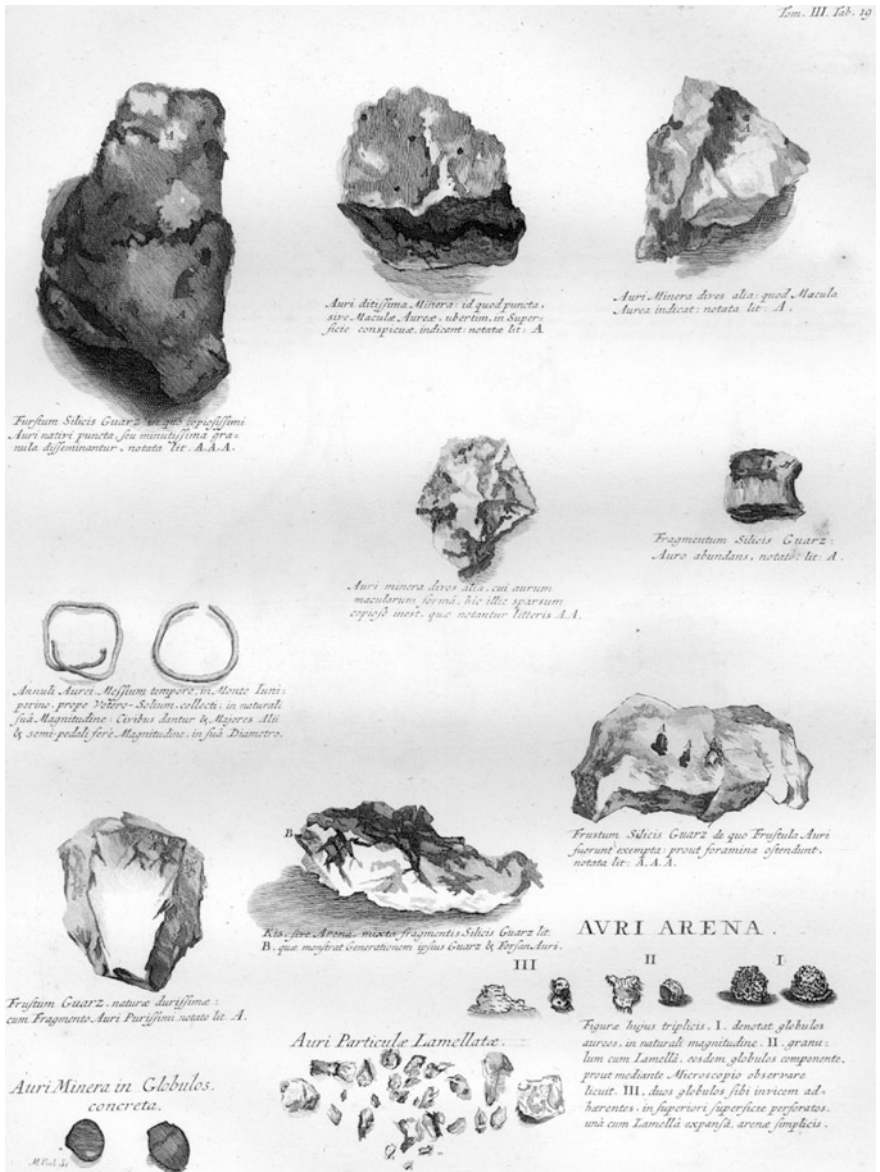 Tom. III. Tab. 19
A
A
Auri ditissima Minera: id quod puncta,
sive Maculæ Aureæ, ubertim, in Super-
ficie conspicuæ, indicant: notatæ lit: A
Auri Minera dives alia: quod Macula
Aurea indicat: notata lit: A.
Furstum Silicis Guarz in quo copiosissimi
Auri nativi puncta, seu minutissima gra-
nula disseminantur, notata lit. A.A.A.
A
Fragmentum Silicis Guarz:
Auro abundans, notato: lit: A.
Auri minera dives alia, cui aurum
macularum formâ, hic illic sparsum
copiosè inest, quæ notantur litteris A.A.
Annuli Aurei, Messium tempore, in Monte Iuni-
perino, prope Vetero-Solium, collecti: in naturali
suâ Magnitudine: Civibus dantur & Majores Alii
& semi-pedali ferè Magnitudine, in suâ Diametro.
Frustum Silicis Guarz de quo Frustula Auri
fuerunt exempta: prout foramina ostendunt,
notata lit: A. A. A.
B
Kis sive Arena mixta fragmentis Silicis Guarz lit.
B. quæ monstrat Generationem ipsius Guarz & Forsan Auri.
Frustum Guarz, naturæ durissimæ:
cum Fragmento Auri Purissimi notato lit A.
AVRI ARENA.
III
II
I
Figuræ hujus triplicis, I. denotat globulos
aureos, in naturali magnitudine. II. granu-
lum cum Lamellâ, eosdem globulos componente,
prout mediante Microscopio observare
licuit. III. duos globulos sibi invicem ad-
hærentes, in superiori superficie perforatos,
unà cum Lamellâ expansâ, arenæ simplicis.
Auri Particulæ Lamellatæ.
Auri Minera in Globulos
concreta.